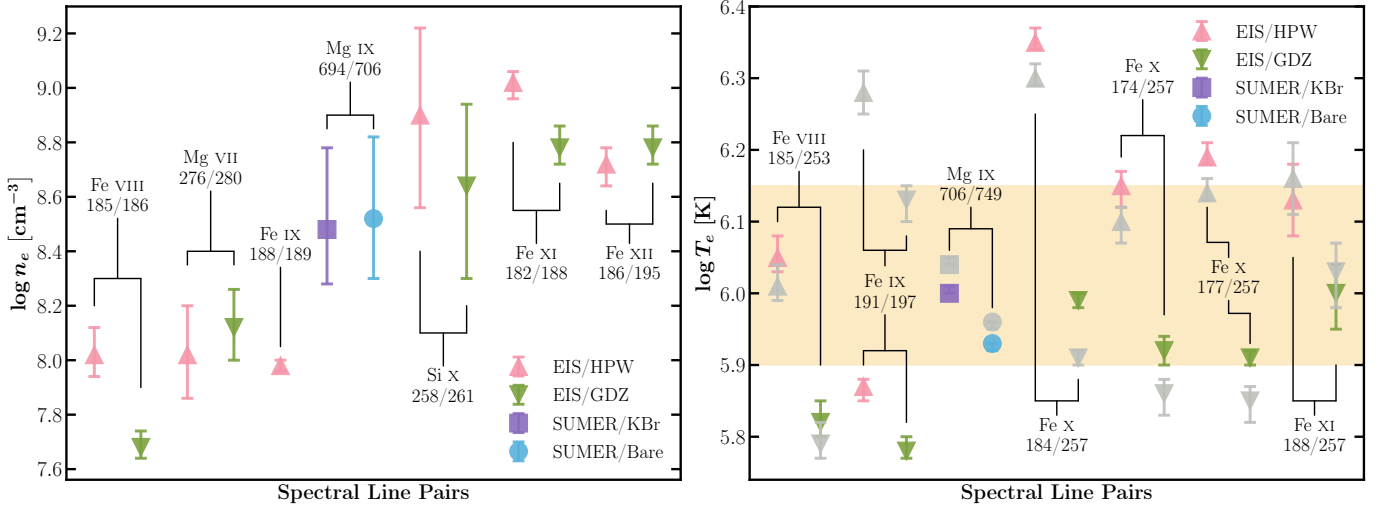 9.2
9.0
8.8
8.6
8.4
8.2
8.0
7.8
7.6
log n_e [cm^{-3}]
Fe VIII
185/186
Mg VII
276/280
Fe IX
188/189
Mg IX
694/706
Si X
258/261
Fe XI
182/188
Fe XII
186/195
EIS/HPW
EIS/GDZ
SUMER/KBr
SUMER/Bare
Spectral Line Pairs
6.4
6.3
6.2
6.1
6.0
5.9
5.8
log T_e [K]
Fe VIII
185/253
Fe IX
191/197
Mg IX
706/749
Fe X
184/257
Fe X
174/257
Fe X
177/257
Fe XI
188/257
EIS/HPW
EIS/GDZ
SUMER/KBr
SUMER/Bare
Spectral Line Pairs